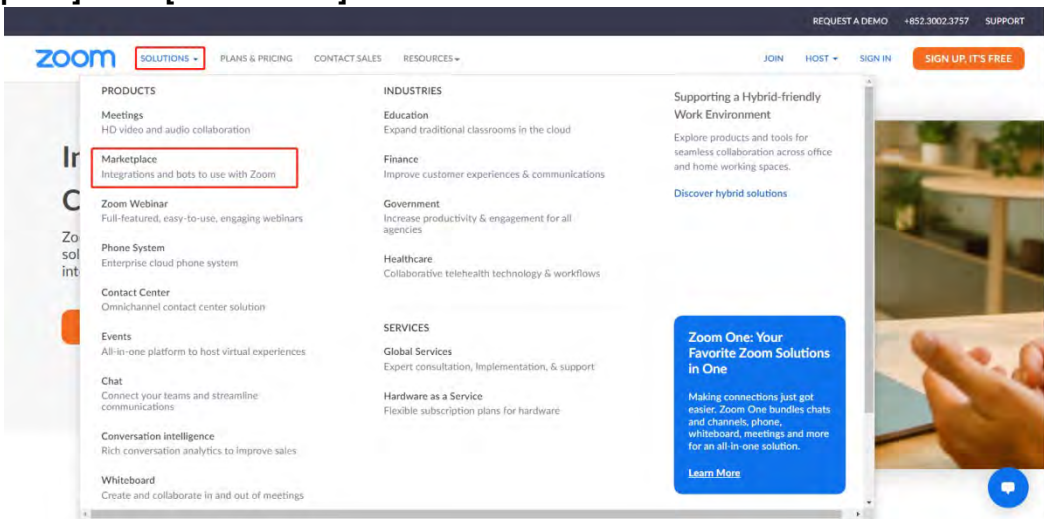 REQUEST A DEMO +852.3002.3757 SUPPORT
zoom SOLUTIONS PLANS & PRICING CONTACT SALES RESOURCES JOIN HOST SIGN IN SIGN UP, IT'S FREE
PRODUCTS
Meetings
HD video and audio collaboration
Marketplace
Integrations and bots to use with Zoom
Zoom Webinar
Full-featured, easy-to-use, engaging webinars
Phone System
Enterprise cloud phone system
Contact Center
Omnichannel contact center solution
Events
All-in-one platform to host virtual experiences
Chat
Connect your teams and streamline
communications
Conversation intelligence
Rich conversation analytics to improve sales
Whiteboard
Create and collaborate in and out of meetings
INDUSTRIES
Education
Expand traditional classrooms in the cloud
Finance
Improve customer experiences & communications
Government
Increase productivity & engagement for all
agencies
Healthcare
Collaborative telehealth technology & workflows
SERVICES
Global Services
Expert consultation, Implementation, & support
Hardware as a Service
Flexible subscription plans for hardware
Supporting a Hybrid-friendly
Work Environment
Explore products and tools for
seamless collaboration across office
and home working spaces.
Discover hybrid solutions
Zoom One: Your
Favorite Zoom Solutions
in One
Making connections just got
easier. Zoom One bundles chats
and channels, phone,
whiteboard, meetings and more
for an all-in-one solution.
Learn More